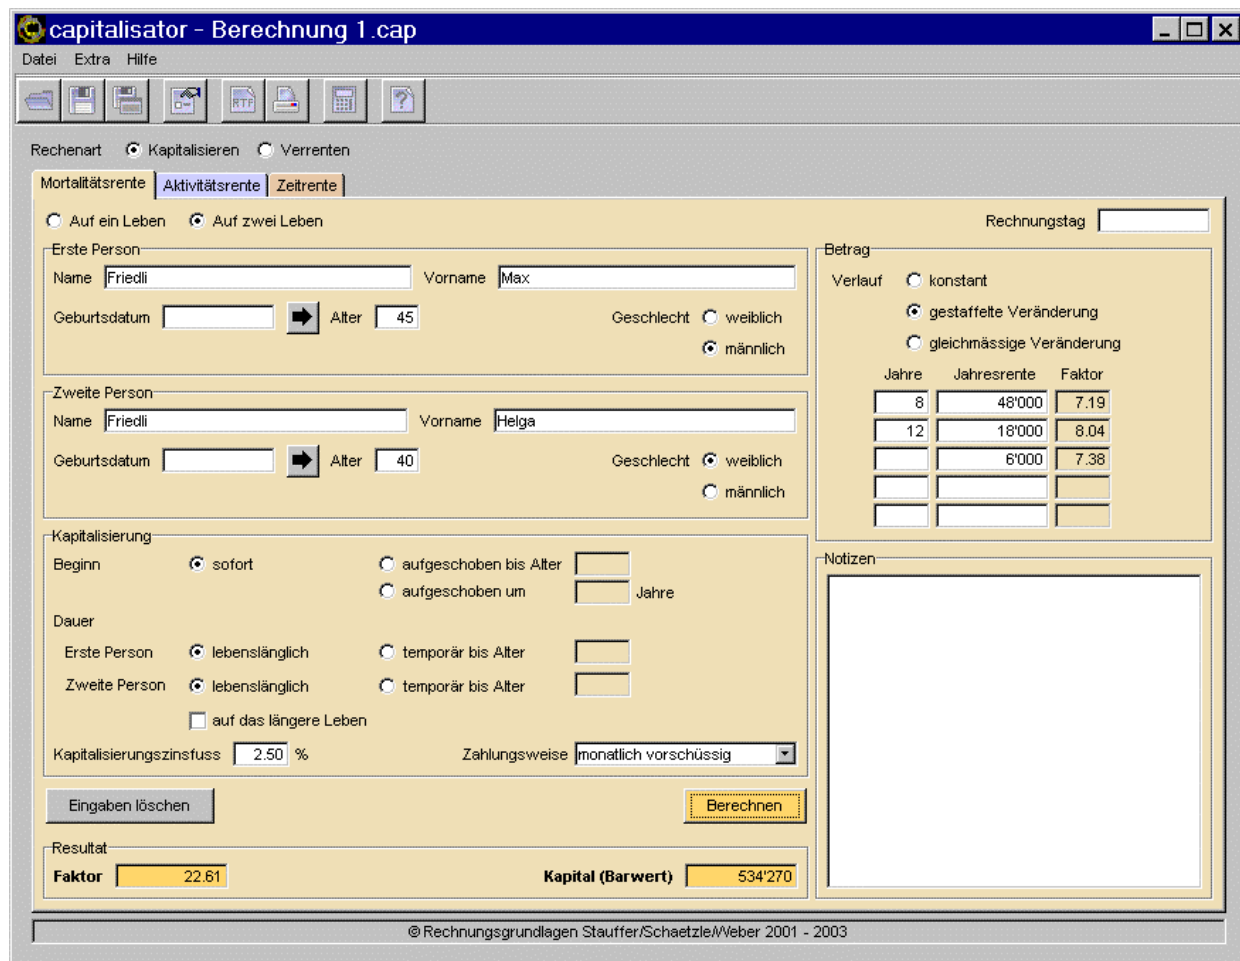 capitalisator - Berechnung 1.cap
Datei Extra Hilfe
RTF
Rechenart Kapitalisieren Verrenten
Mortalitätsrente Aktivitätsrente Zeitrente
Auf ein Leben Auf zwei Leben Rechnungstag
Erste Person
Name Friedli Vorname Max
Geburtsdatum Alter 45 Geschlecht weiblich
männlich
Zweite Person
Name Friedli Vorname Helga
Geburtsdatum Alter 40 Geschlecht weiblich
männlich
Kapitalisierung
Beginn sofort aufgeschoben bis Alter
aufgeschoben um Jahre
Dauer
Erste Person lebenslänglich temporär bis Alter
Zweite Person lebenslänglich temporär bis Alter
auf das längere Leben
Kapitalisierungszinsfuss 2.50 % Zahlungsweise monatlich vorschüssig
Eingaben löschen Berechnen
Resultat
Faktor 22.61 Kapital (Barwert) 534'270
Betrag
Verlauf konstant
gestaffelte Veränderung
gleichmässige Veränderung
Jahre Jahresrente Faktor
8 48'000 7.19
12 18'000 8.04
6'000 7.38
Notizen
© Rechnungsgrundlagen Stauffer/Schaetzle/Weber 2001 - 2003